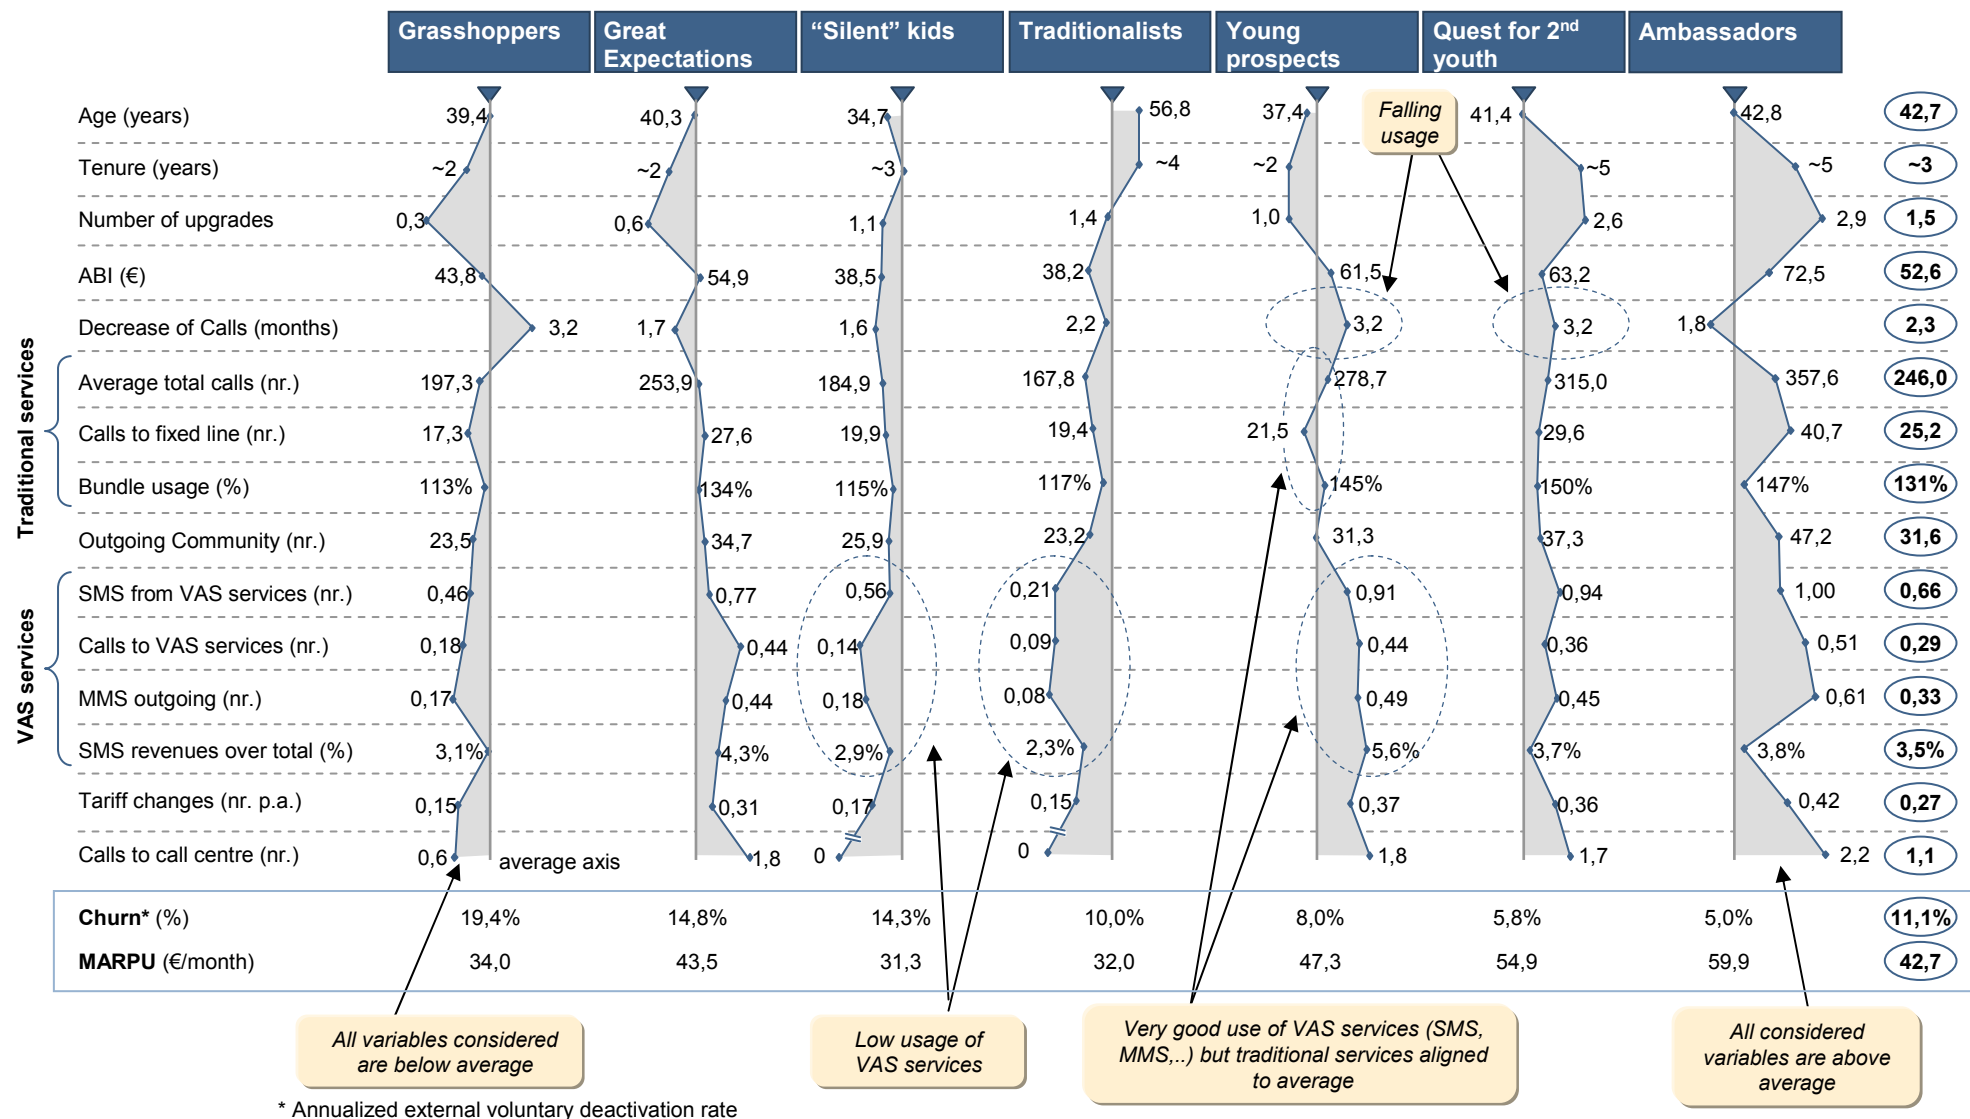 Grasshoppers
Great
Expectations
“Silent” kids
Traditionalists
Young
prospects
Quest for 2nd
youth
Ambassadors
Falling
usage
Age (years) 39,4 40,3 34,7 56,8 37,4 41,4 42,8 42,7
Tenure (years) ~2 ~2 ~3 ~4 ~2 ~5 ~5 ~3
Number of upgrades 0,3 0,6 1,1 1,4 1,0 2,6 2,9 1,5
ABI (€) 43,8 54,9 38,5 38,2 61,5 63,2 72,5 52,6
Decrease of Calls (months) 3,2 1,7 1,6 2,2 3,2 3,2 1,8 2,3
Traditional services
Average total calls (nr.) 197,3 253,9 184,9 167,8 278,7 315,0 357,6 246,0
Calls to fixed line (nr.) 17,3 27,6 19,9 19,4 21,5 29,6 40,7 25,2
Bundle usage (%) 113% 134% 115% 117% 145% 150% 147% 131%
Outgoing Community (nr.) 23,5 34,7 25,9 23,2 31,3 37,3 47,2 31,6
VAS services
SMS from VAS services (nr.) 0,46 0,77 0,56 0,21 0,91 0,94 1,00 0,66
Calls to VAS services (nr.) 0,18 0,44 0,14 0,09 0,44 0,36 0,51 0,29
MMS outgoing (nr.) 0,17 0,44 0,18 0,08 0,49 0,45 0,61 0,33
SMS revenues over total (%) 3,1% 4,3% 2,9% 2,3% 5,6% 3,7% 3,8% 3,5%
Tariff changes (nr. p.a.) 0,15 0,31 0,17 0,15 0,37 0,36 0,42 0,27
Calls to call centre (nr.) 0,6 average axis 1,8 0 0 1,8 1,7 2,2 1,1
Churn* (%) 19,4% 14,8% 14,3% 10,0% 8,0% 5,8% 5,0% 11,1%
MARPU (€/month) 34,0 43,5 31,3 32,0 47,3 54,9 59,9 42,7
All variables considered
are below average
Low usage of
VAS services
Very good use of VAS services (SMS,
MMS,..) but traditional services aligned
to average
All considered
variables are above
average
* Annualized external voluntary deactivation rate